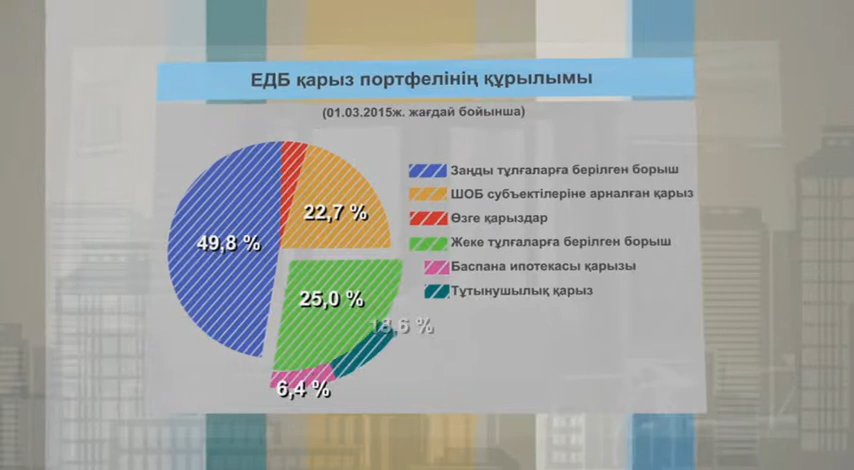 ЕДБ қарыз портфелінің құрылымы
(01.03.2015ж. жағдай бойынша)
49,8 %
22,7 %
25,0 %
18,6 %
6,4 %
Заңды тұлғаларға берілген борыш
ШОБ субъектілеріне арналған қарыз
Өзге қарыздар
Жеке тұлғаларға берілген борыш
Баспана ипотекасы қарызы
Тұтынушылық қарыз